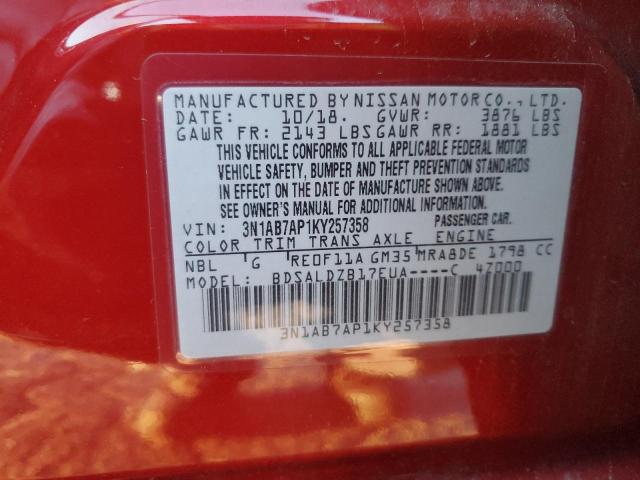 MANUFACTURED BY NISSAN MOTOR CO., LTD.
DATE: 10/18. GVWR: 3876 LBS
GAWR FR: 2143 LBS GAWR RR: 1881 LBS
THIS VEHICLE CONFORMS TO ALL APPLICABLE FEDERAL MOTOR
VEHICLE SAFETY, BUMPER AND THEFT PREVENTION STANDARDS
IN EFFECT ON THE DATE OF MANUFACTURE SHOWN ABOVE.
SEE OWNER'S MANUAL FOR ADDITIONAL INFORMATION.
VIN: 3N1AB7AP1KY257358 PASSENGER CAR.
COLOR TRIM TRANS AXLE ENGINE
NBL G RE0F11A GM35 MRA8DE 1798 CC
MODEL: BDSALDZB17EUA----C 4Z000
3N1AB7AP1KY257358